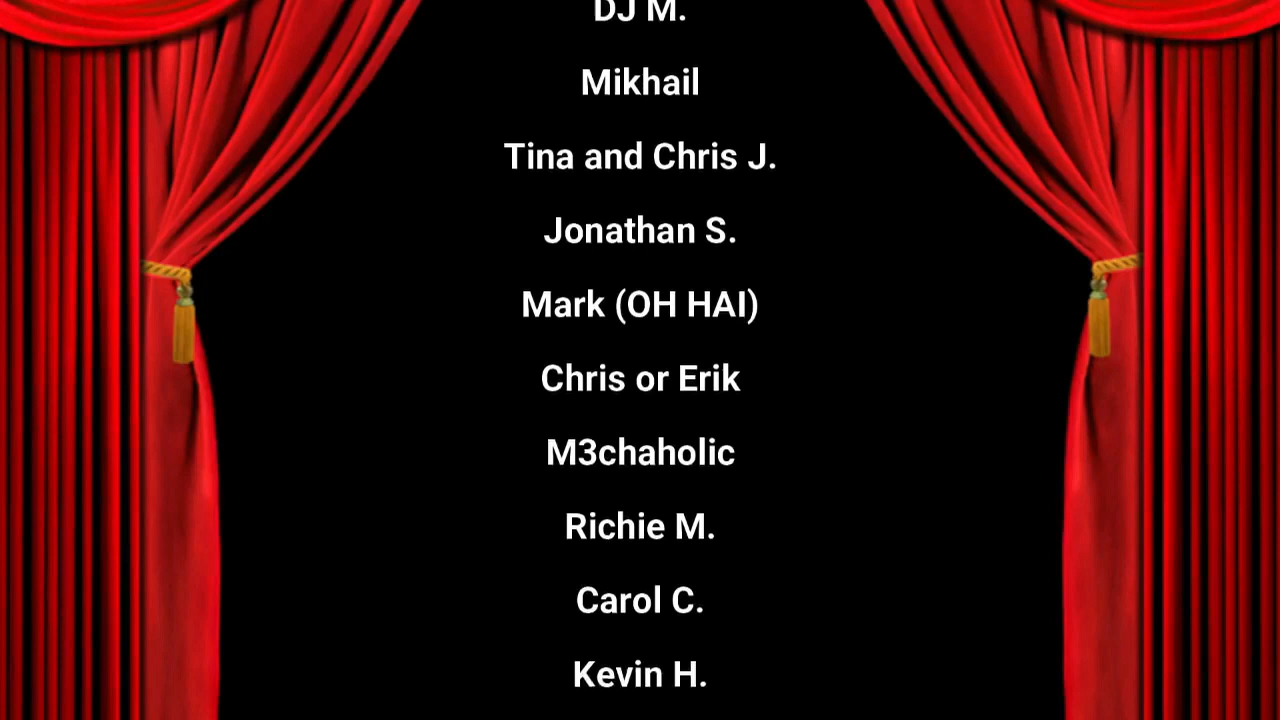 DJ M.
Mikhail
Tina and Chris J.
Jonathan S.
Mark (OH HAI)
Chris or Erik
M3chaholic
Richie M.
Carol C.
Kevin H.